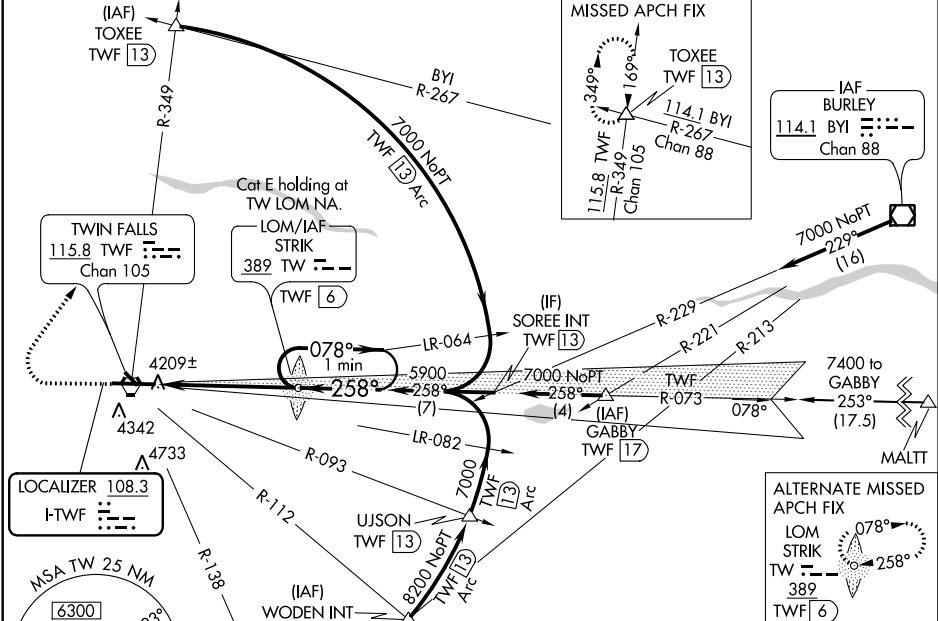 (IAF)
TOXEE
TWF 13
R-349
BYI
R-267
7000 NoPT
TWF 13 Arc
MISSED APCH FIX
349°
169°
TOXEE
TWF 13
114.1 BYI
R-267
Chan 88
115.8 TWF
R-349
Chan 105
IAF
BURLEY
114.1 BYI
Chan 88
7000 NoPT
229°
(16)
Cat E holding at
TW LOM NA.
LOM/IAF
STRIK
389 TW
TWF 6
TWIN FALLS
115.8 TWF
Chan 105
(IF)
SOREE INT
TWF 13
R-229
R-221
R-213
078°
1 min
258°
LR-064
5900
258°
(7)
7000 NoPT
258°
(4)
TWF
R-073
078°
7400 to
GABBY
253°
(17.5)
MALTT
(IAF)
GABBY
TWF 17
4209±
4342
4733
LR-082
R-093
R-112
R-138
LOCALIZER 108.3
I-TWF
7000
TWF 13 Arc
UJSON
TWF 13
8200 NoPT
TWF 13 Arc
(IAF)
WODEN INT
MSA TW 25 NM
6300
ALTERNATE MISSED
APCH FIX
LOM
STRIK
TW
389
TWF 6
078°
258°